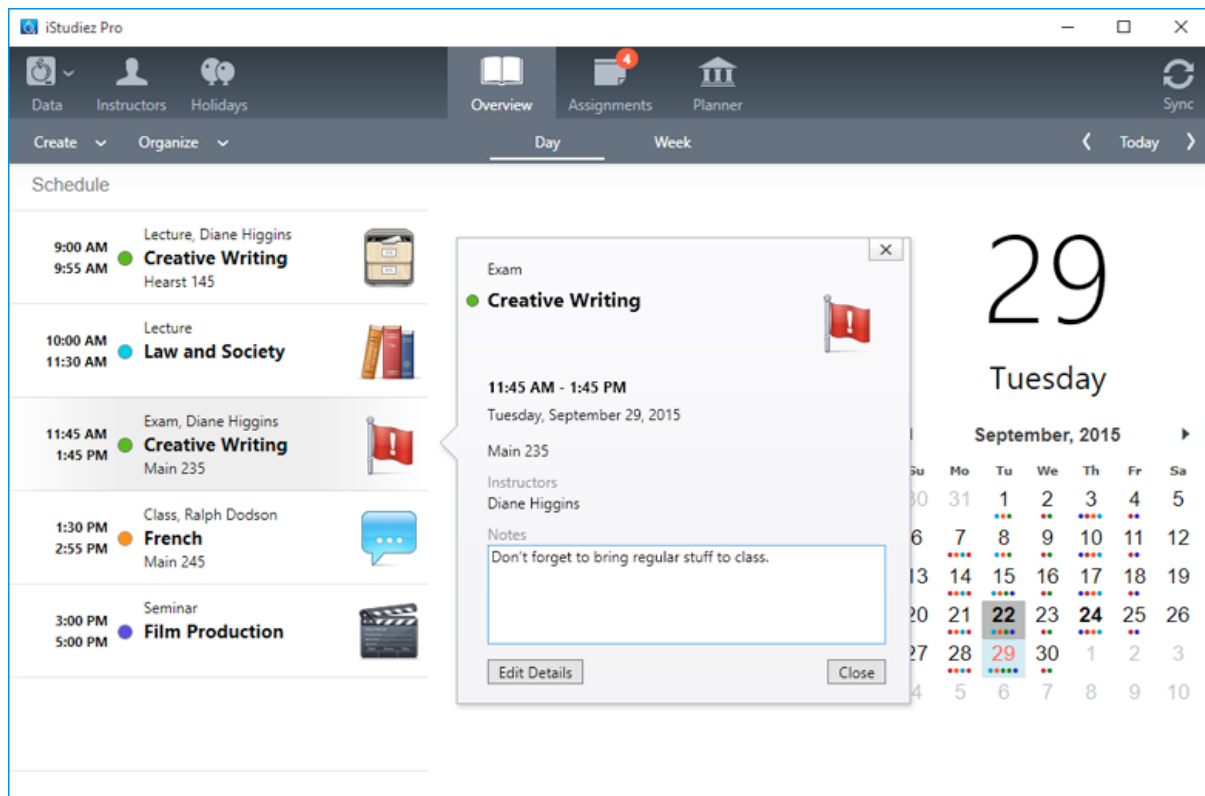 iStudiez Pro
Data Instructors Holidays Overview Assignments 4 Planner Sync
Create Organize Day Week Today
Schedule
9:00 AM
9:55 AM
Lecture, Diane Higgins
Creative Writing
Hearst 145
10:00 AM
11:30 AM
Lecture
Law and Society
11:45 AM
1:45 PM
Exam, Diane Higgins
Creative Writing
Main 235
1:30 PM
2:55 PM
Class, Ralph Dodson
French
Main 245
3:00 PM
5:00 PM
Seminar
Film Production
Exam
Creative Writing
11:45 AM - 1:45 PM
Tuesday, September 29, 2015
Main 235
Instructors
Diane Higgins
Notes
Don't forget to bring regular stuff to class.
Edit Details Close
29
Tuesday
September, 2015
Su Mo Tu We Th Fr Sa
30 31 1 2 3 4 5
6 7 8 9 10 11 12
13 14 15 16 17 18 19
20 21 22 23 24 25 26
27 28 29 30 1 2 3
4 5 6 7 8 9 10